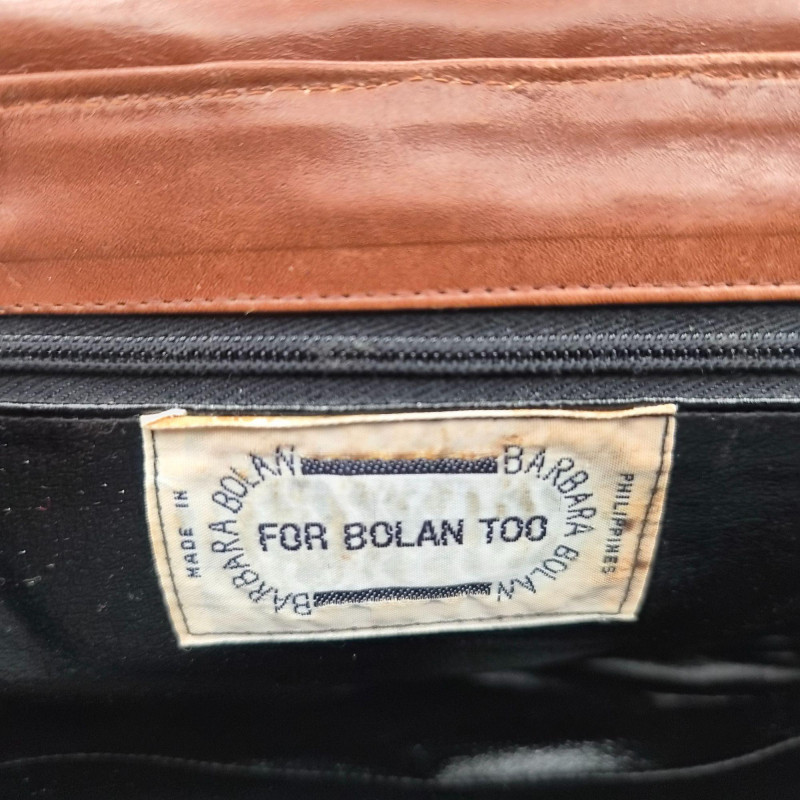 BARBARA BOLAN
BARBARA BOLAN
MADE IN
FOR BOLAN TOO
PHILIPPINES